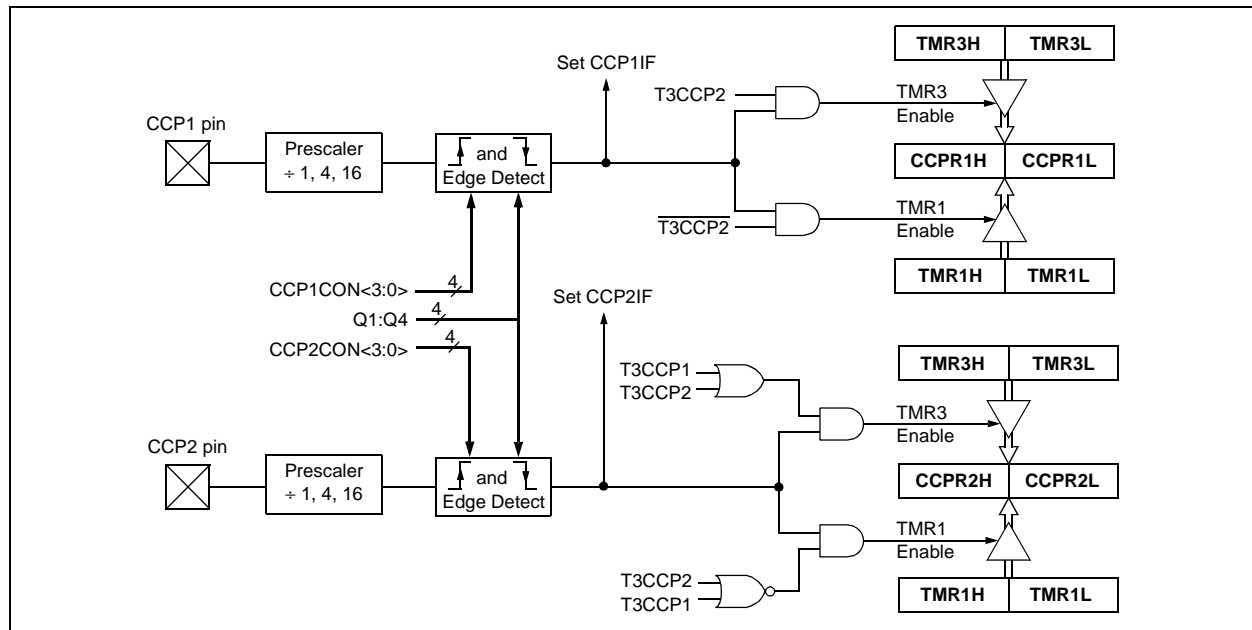 TMR3H TMR3L
Set CCP1IF
T3CCP2
TMR3
Enable
CCP1 pin
Prescaler
÷ 1, 4, 16
and
Edge Detect
CCPR1H CCPR1L
T3CCP2
TMR1
Enable
TMR1H TMR1L
CCP1CON<3:0> 4
Q1:Q4 4
CCP2CON<3:0> 4
Set CCP2IF
TMR3H TMR3L
T3CCP1
T3CCP2
TMR3
Enable
CCP2 pin
Prescaler
÷ 1, 4, 16
and
Edge Detect
CCPR2H CCPR2L
TMR1
Enable
T3CCP2
T3CCP1
TMR1H TMR1L